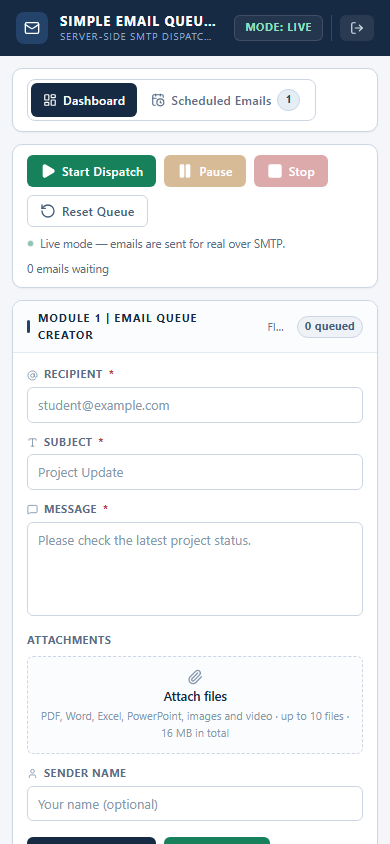 SIMPLE EMAIL QUEU...
SERVER-SIDE SMTP DISPATC...
MODE: LIVE
Dashboard
Scheduled Emails 1
Start Dispatch
Pause
Stop
Reset Queue
Live mode — emails are sent for real over SMTP.
0 emails waiting
MODULE 1 | EMAIL QUEUE
CREATOR
FI...
0 queued
RECIPIENT *
student@example.com
SUBJECT *
Project Update
MESSAGE *
Please check the latest project status.
ATTACHMENTS
Attach files
PDF, Word, Excel, PowerPoint, images and video · up to 10 files ·
16 MB in total
SENDER NAME
Your name (optional)